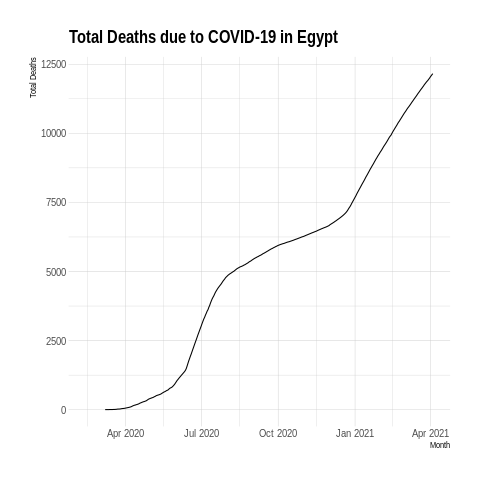 Total Deaths due to COVID-19 in Egypt
Total Deaths
12500
10000
7500
5000
2500
0
Apr 2020 Jul 2020 Oct 2020 Jan 2021 Apr 2021
Month